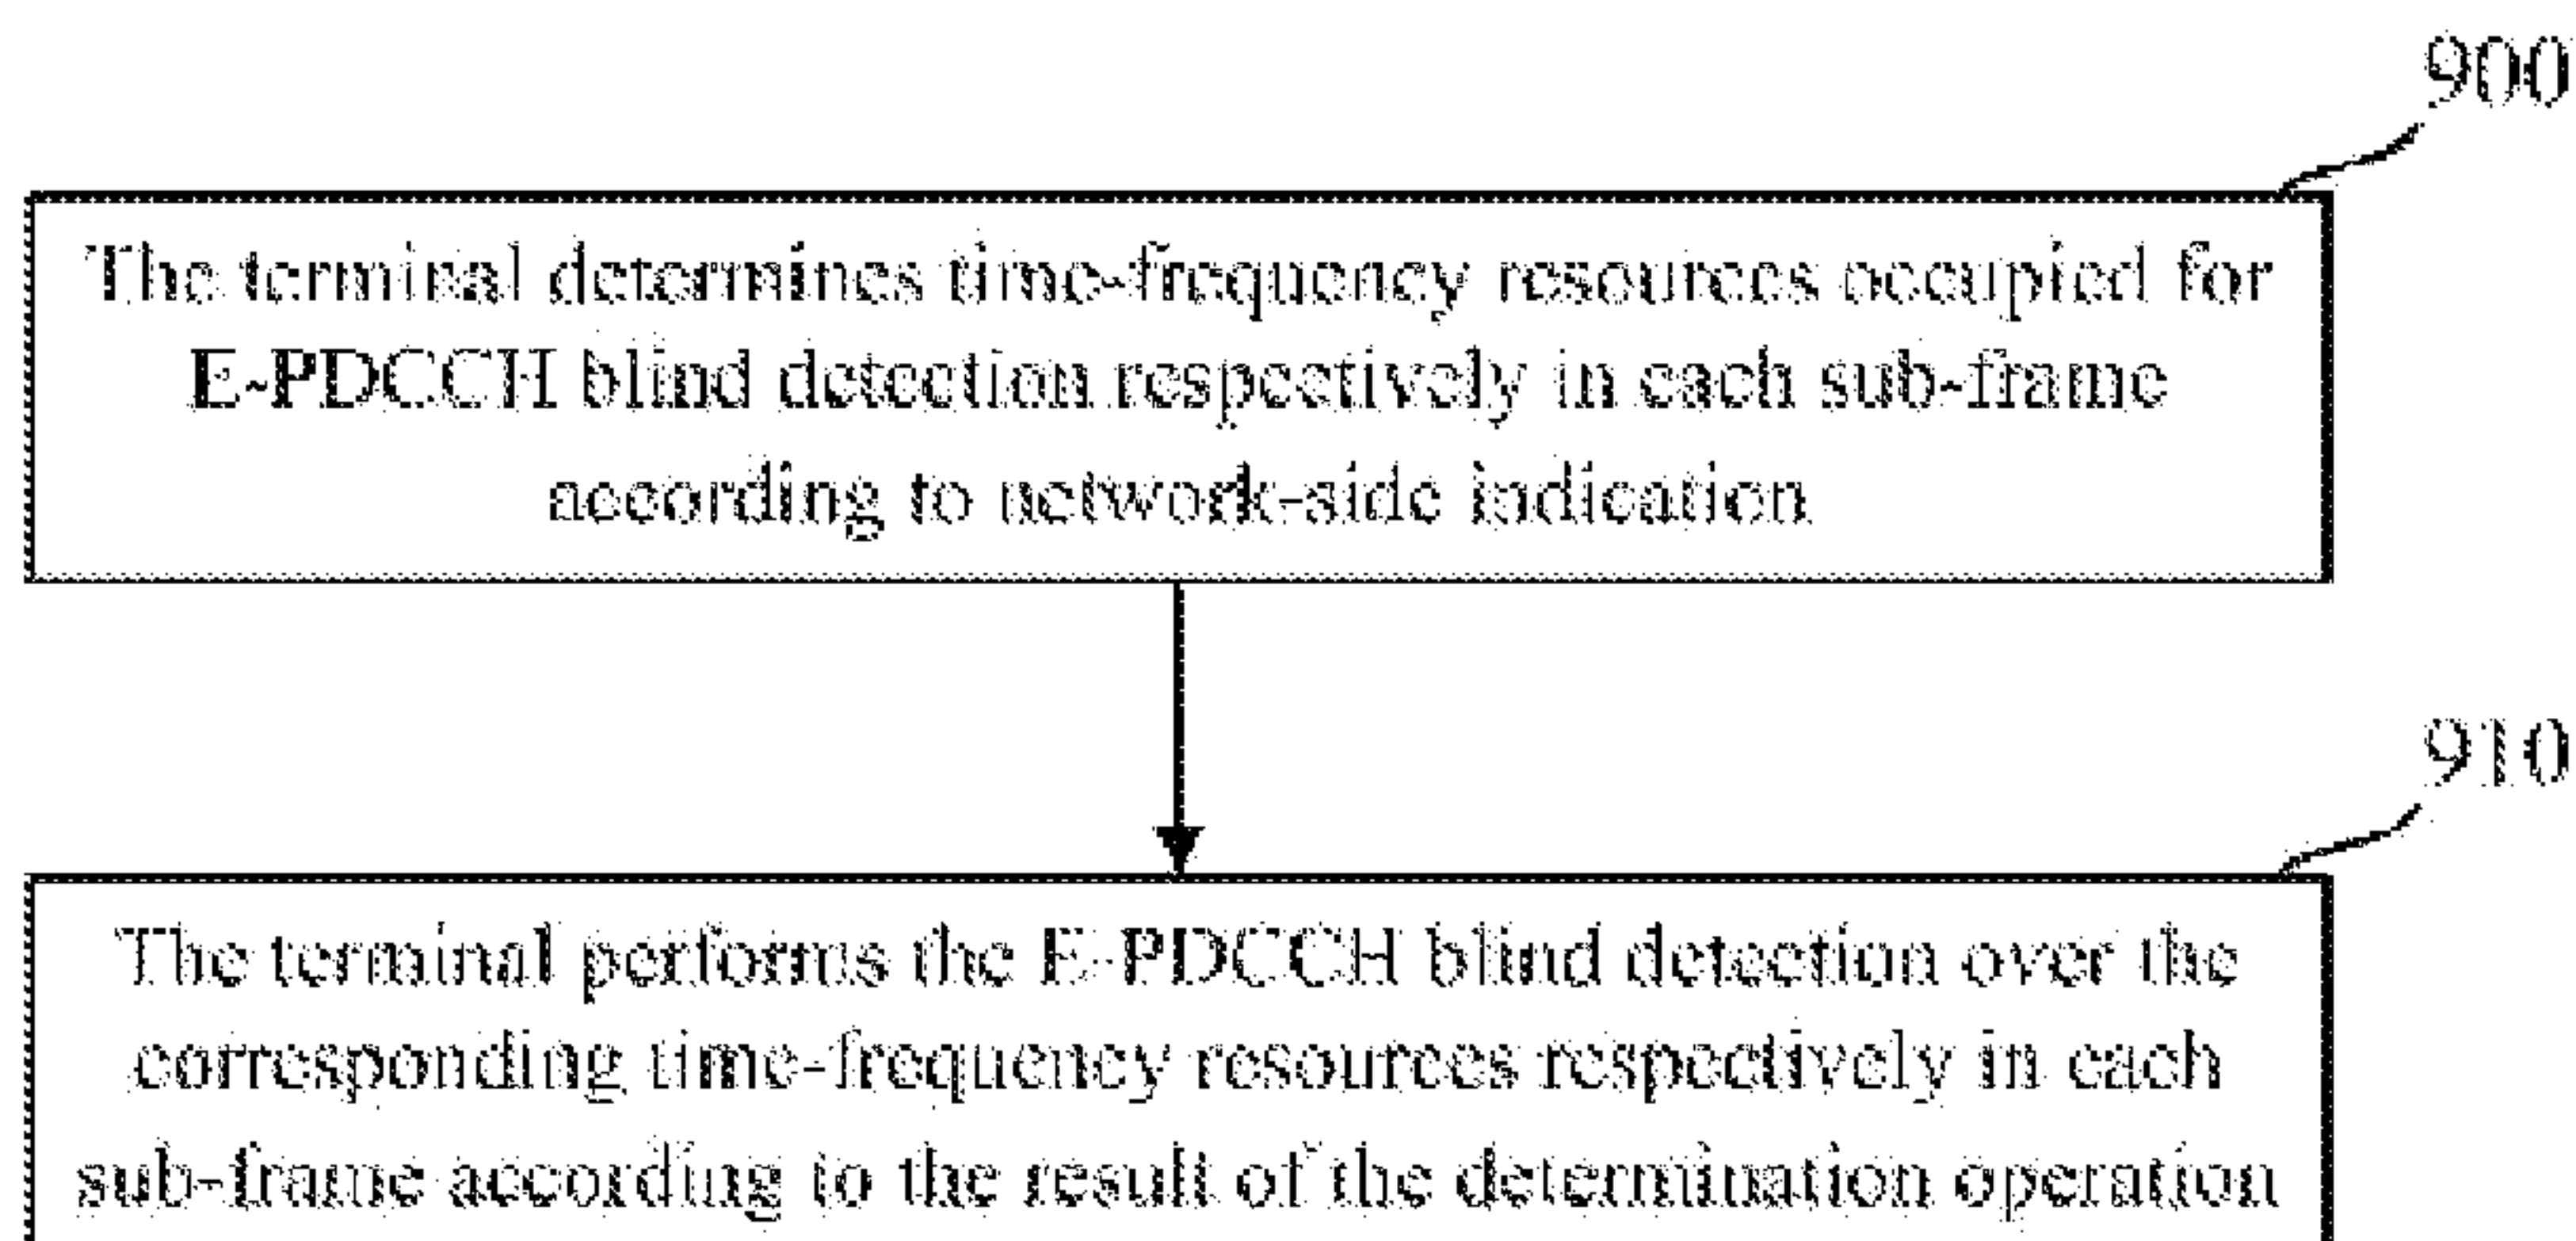 900
The terminal determines time-frequency resources occupied for
E-PDCCH blind detection respectively in each sub-frame
according to network-side indication
910
The terminal performs the E-PDCCH blind detection over the
corresponding time-frequency resources respectively in each
sub-frame according to the result of the determination operation